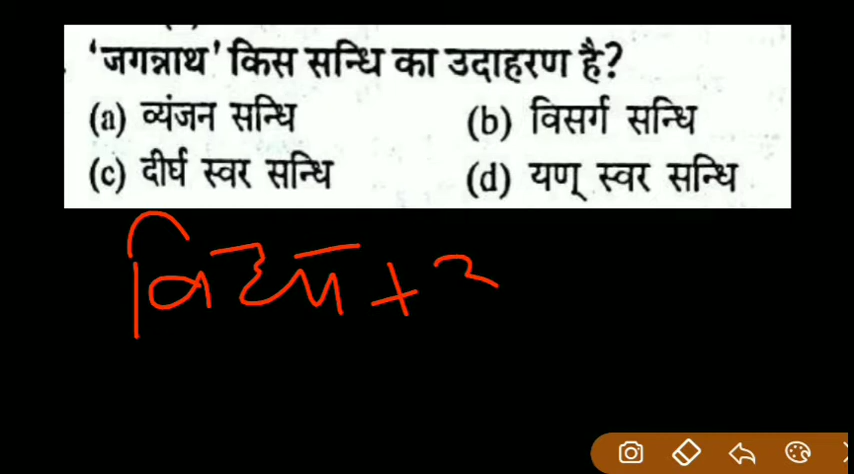 'जगन्नाथ' किस सन्धि का उदाहरण है?
(a) व्यंजन सन्धि (b) विसर्ग सन्धि
(c) दीर्घ स्वर सन्धि (d) यण् स्वर सन्धि
+